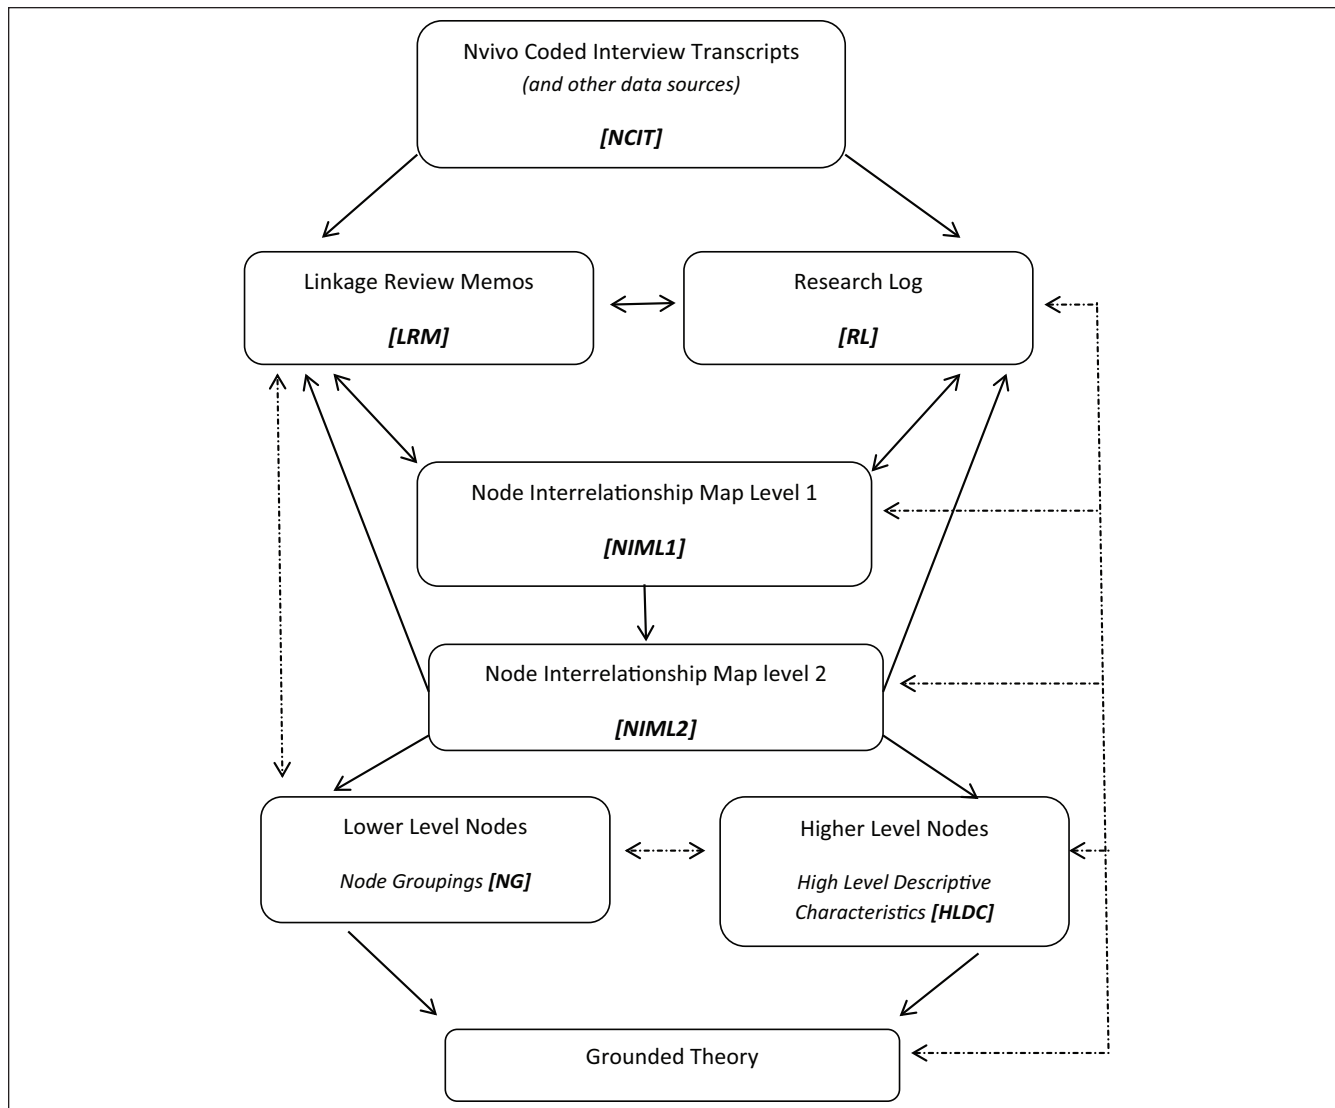 Nvivo Coded Interview Transcripts
(and other data sources)
[NCIT]
Linkage Review Memos
[LRM]
Research Log
[RL]
Node Interrelationship Map Level 1
[NIML1]
Node Interrelationship Map level 2
[NIML2]
Lower Level Nodes
Node Groupings [NG]
Higher Level Nodes
High Level Descriptive
Characteristics [HLDC]
Grounded Theory